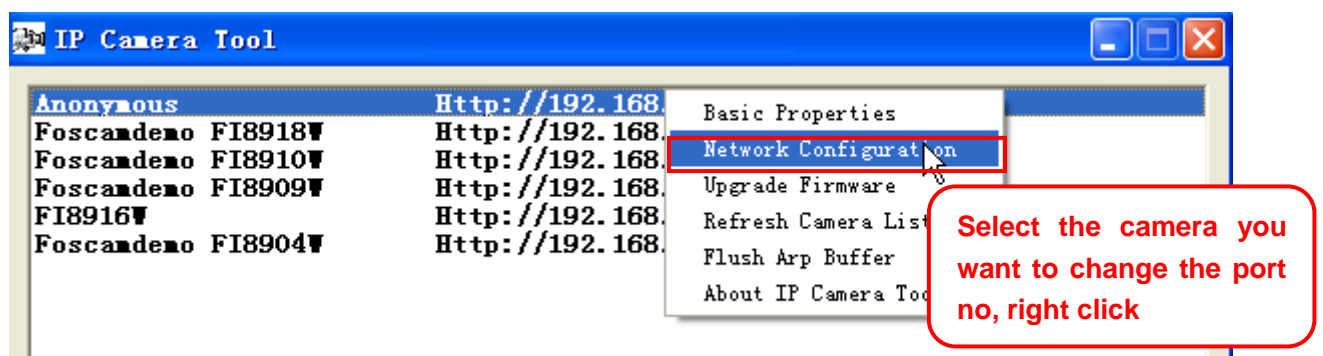 IP Camera Tool
Anonymous Http://192.168.
Foscamdemo FI8918W Http://192.168.
Foscamdemo FI8910W Http://192.168.
Foscamdemo FI8909W Http://192.168.
FI8916W Http://192.168.
Foscamdemo FI8904W Http://192.168.
Basic Properties
Network Configuration
Upgrade Firmware
Refresh Camera List
Flush Arp Buffer
About IP Camera Too
Select the camera you
want to change the port
no, right click